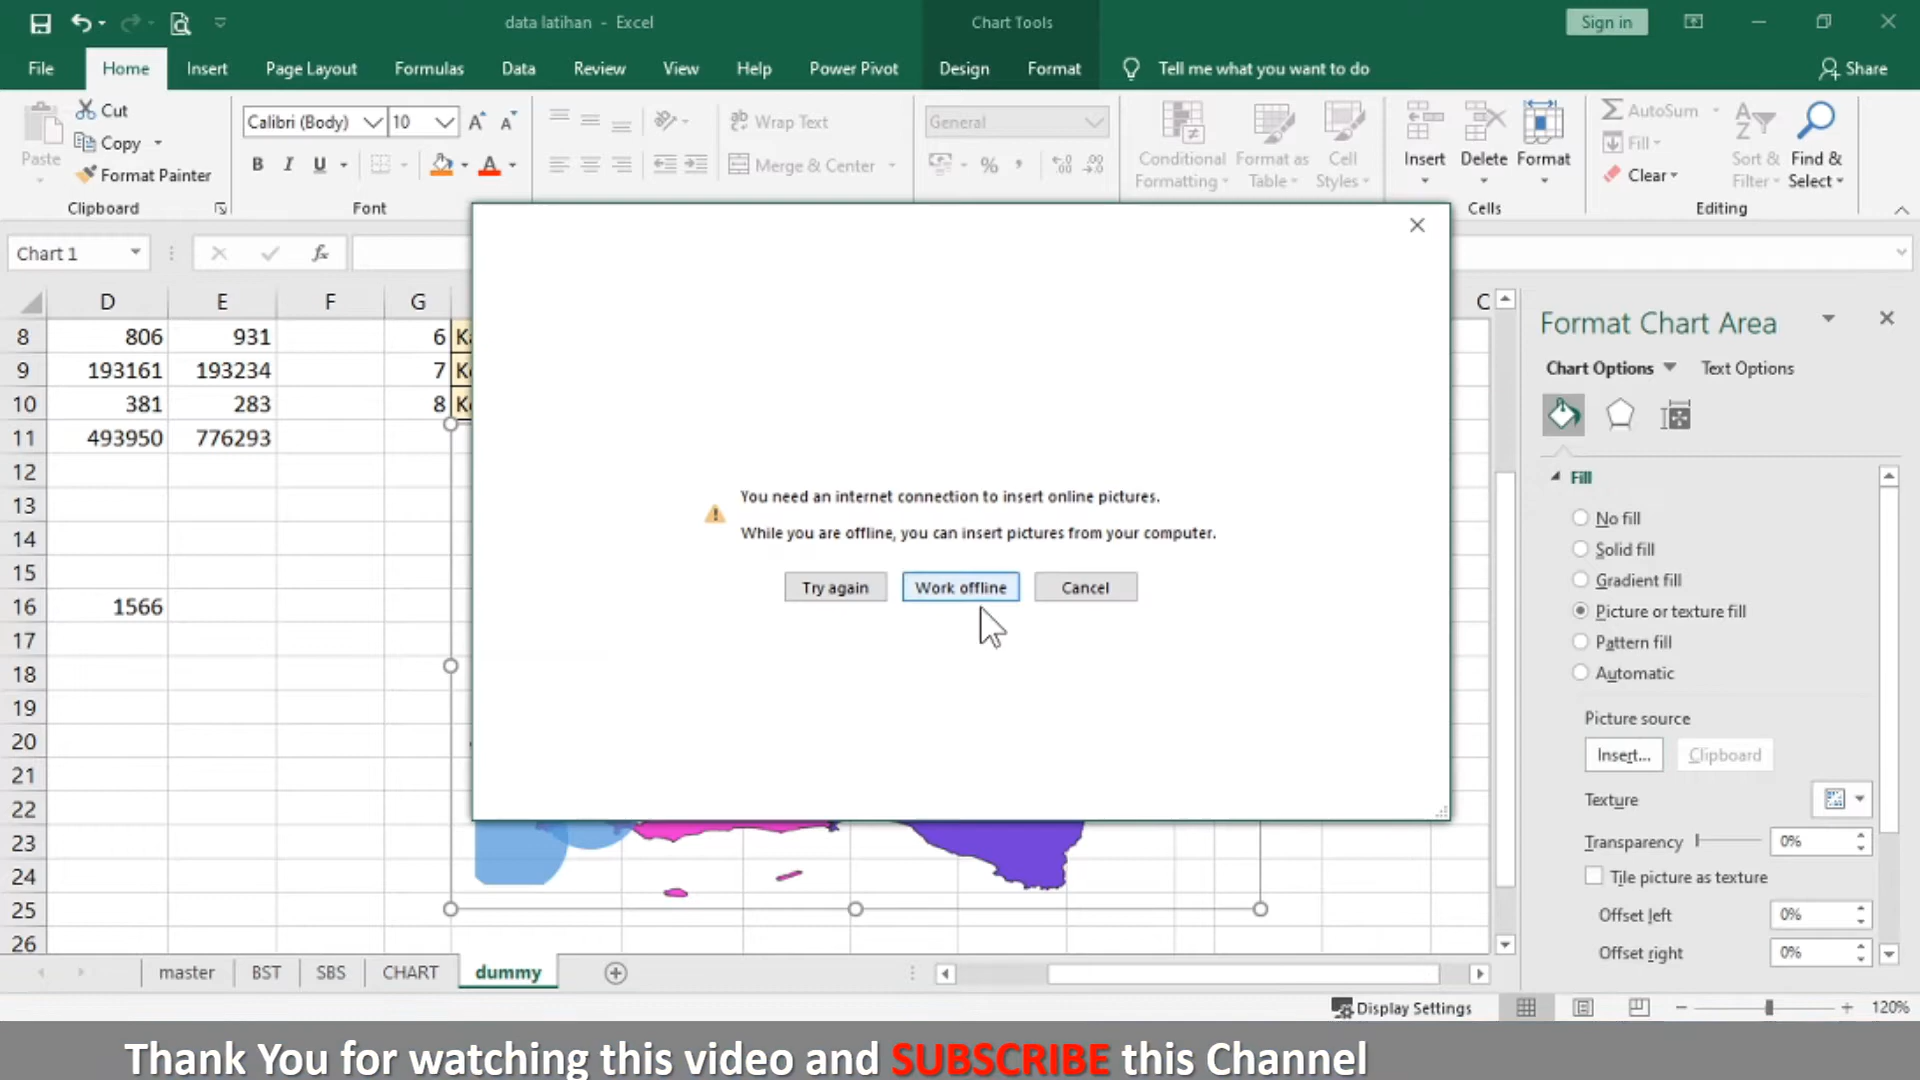 data latihan - Excel
Chart Tools
Sign in
File
Home
Insert
Page Layout
Formulas
Data
Review
View
Help
Power Pivot
Design
Format
Tell me what you want to do
Share
Paste
Cut
Copy
Format Painter
Clipboard
Calibri (Body)
10
A
A
B I U
A
Font
Wrap Text
Merge & Center
General
%
Conditional Formatting
Format as Table
Cell Styles
Insert
Delete
Format
Cells
AutoSum
Fill
Clear
Sort & Filter
Find & Select
Editing
Chart 1
fx
D E F G C
8 806 931 6
9 193161 193234 7
10 381 283 8
11 493950 776293
12
13
14
15
16 1566
17
18
19
20
21
22
23
24
25
26
You need an internet connection to insert online pictures.
While you are offline, you can insert pictures from your computer.
Try again
Work offline
Cancel
Format Chart Area
Chart Options
Text Options
Fill
No fill
Solid fill
Gradient fill
Picture or texture fill
Pattern fill
Automatic
Picture source
Insert...
Clipboard
Texture
Transparency 0%
Tile picture as texture
Offset left 0%
Offset right 0%
master
BST
SBS
CHART
dummy
Display Settings
120%
Thank You for watching this video and SUBSCRIBE this Channel